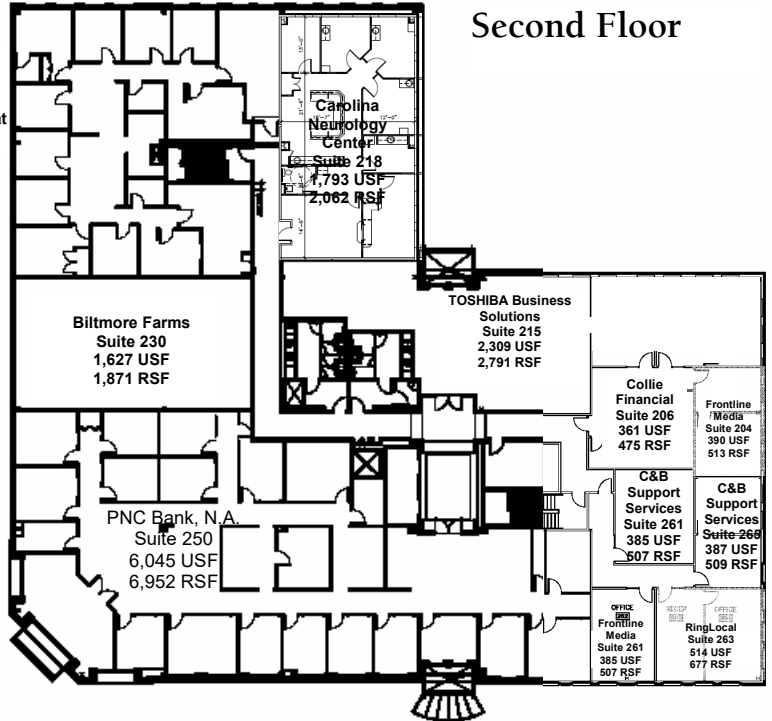 Second Floor
nt
Carolina
Neurology
Center
Suite 218
1,793 USF
2,062 RSF
TOSHIBA Business
Solutions
Suite 215
2,309 USF
2,791 RSF
Biltmore Farms
Suite 230
1,627 USF
1,871 RSF
Collie
Financial
Suite 206
361 USF
475 RSF
Frontline
Media
Suite 204
390 USF
513 RSF
C&B
Support
Services
Suite 261
385 USF
507 RSF
C&B
Support
Services
Suite 265
387 USF
509 RSF
PNC Bank, N.A.
Suite 250
6,045 USF
6,952 RSF
OFFICE
Frontline
Media
Suite 261
385 USF
507 RSF
OFFICE
RingLocal
Suite 263
514 USF
677 RSF